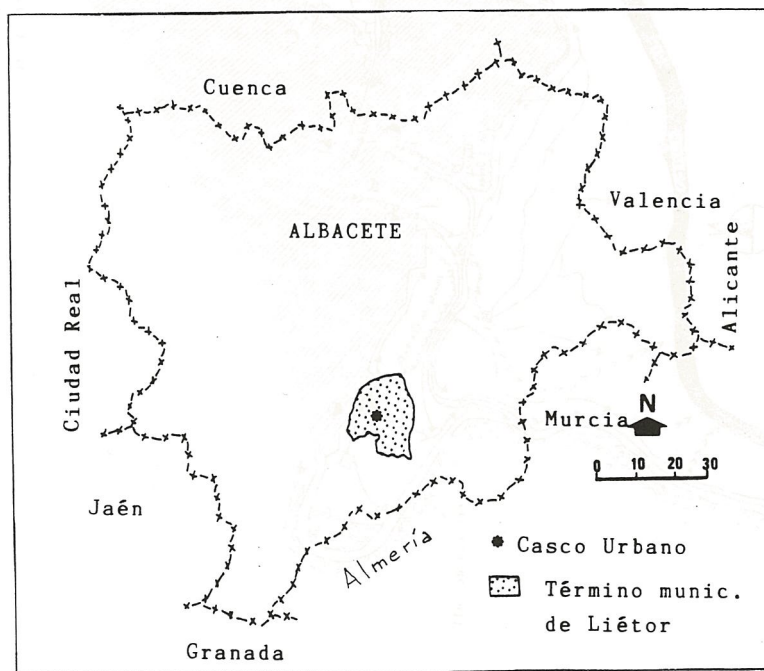 Cuenca
Valencia
ALBACETE
Alicante
Ciudad Real
Murcia
N
0 10 20 30
Jaén
Almería
Casco Urbano
Término munic.
de Liétor
Granada